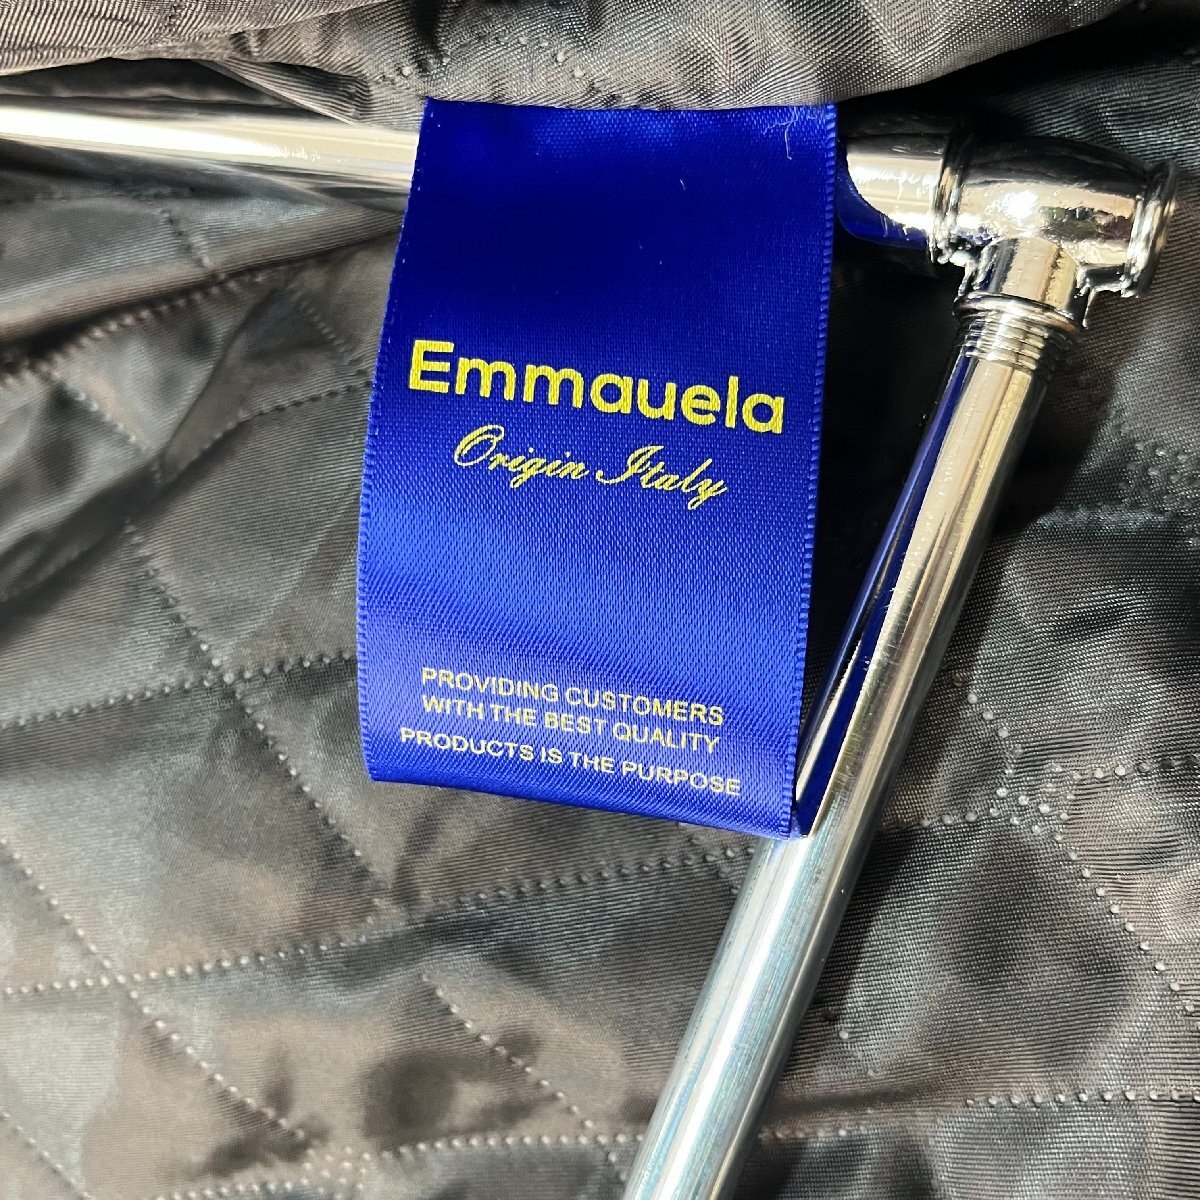 Emmauela
Origin Italy
PROVIDING CUSTOMERS
WITH THE BEST QUALITY
PRODUCTS IS THE PURPOSE